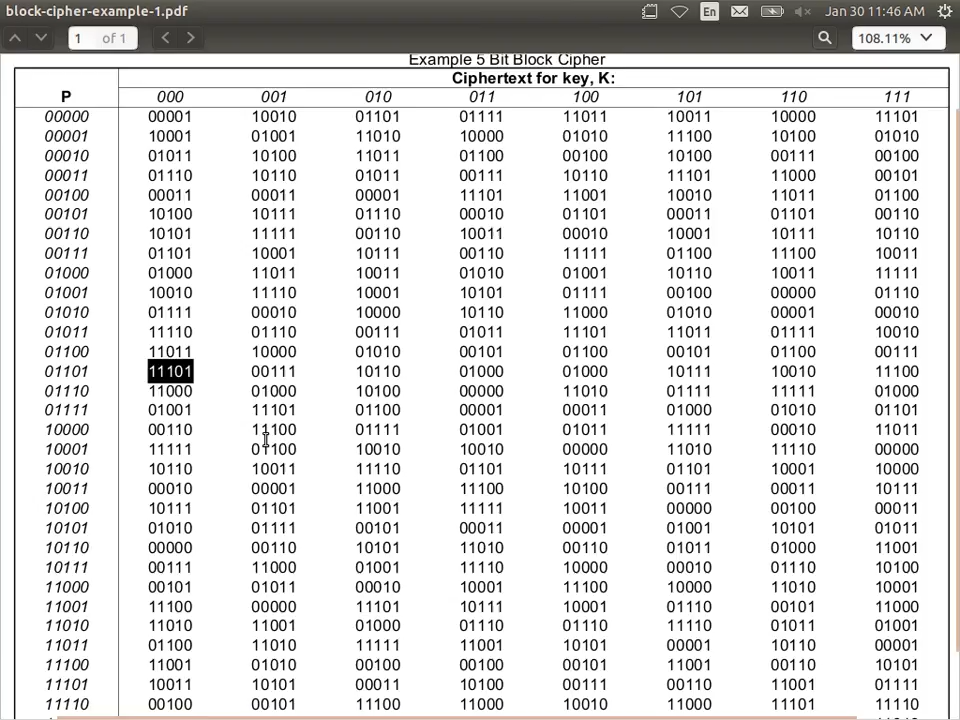 block-cipher-example-1.pdf En Jan 30 11:46 AM
1 of 1 108.11%
Example 5 Bit Block Cipher
Ciphertext for key, K:
P 000 001 010 011 100 101 110 111
00000 00001 10010 01101 01111 11011 10011 10000 11101
00001 10001 01001 11010 10000 01010 11100 10100 01010
00010 01011 10100 11011 01100 00100 10100 00111 00100
00011 01110 10110 01011 00111 10110 11101 11000 00101
00100 00011 00011 00001 11101 11001 10010 11011 01100
00101 10100 10111 01110 00010 01101 00011 01101 00110
00110 10101 11111 00110 10011 00010 10001 10111 10110
00111 01101 10001 10111 00110 11111 01100 11100 10011
01000 01000 11011 10011 01010 01001 10110 10011 11111
01001 10010 11110 10001 10101 01111 00100 00000 01110
01010 01111 00010 10000 10110 11000 01010 00001 00010
01011 11110 01110 00111 01011 11101 11011 01111 10010
01100 11011 10000 01010 00101 01100 00101 01100 00111
01101 11101 00111 10110 01000 01000 10111 10010 11100
01110 11000 01000 10100 00000 11010 01111 11111 01000
01111 01001 11101 01100 00001 00011 01000 01010 01101
10000 00110 11100 01111 01001 01011 11111 00010 11011
10001 11111 01100 10010 10010 00000 11010 11110 00000
10010 10110 10011 11110 01101 10111 01101 10001 10000
10011 00010 00001 11000 11100 10100 00111 00011 10111
10100 10111 01101 11001 11111 10011 00000 00100 00011
10101 01010 01111 00101 00011 00001 01001 10101 01011
10110 00000 00110 10101 11010 00110 01011 01000 11001
10111 00111 11000 01001 11110 10000 00010 01110 10100
11000 00101 01011 00010 10001 11100 10000 11010 10001
11001 11100 00000 11101 10111 10001 01110 00101 11000
11010 11010 11001 01000 01110 01110 11110 01011 01001
11011 01100 11010 11111 11001 10101 00001 10110 00001
11100 11001 01010 00100 00100 00101 11001 00110 10101
11101 10011 10101 00011 10100 00111 00110 11001 01111
11110 00100 00101 11100 11000 10010 11000 11101 11110